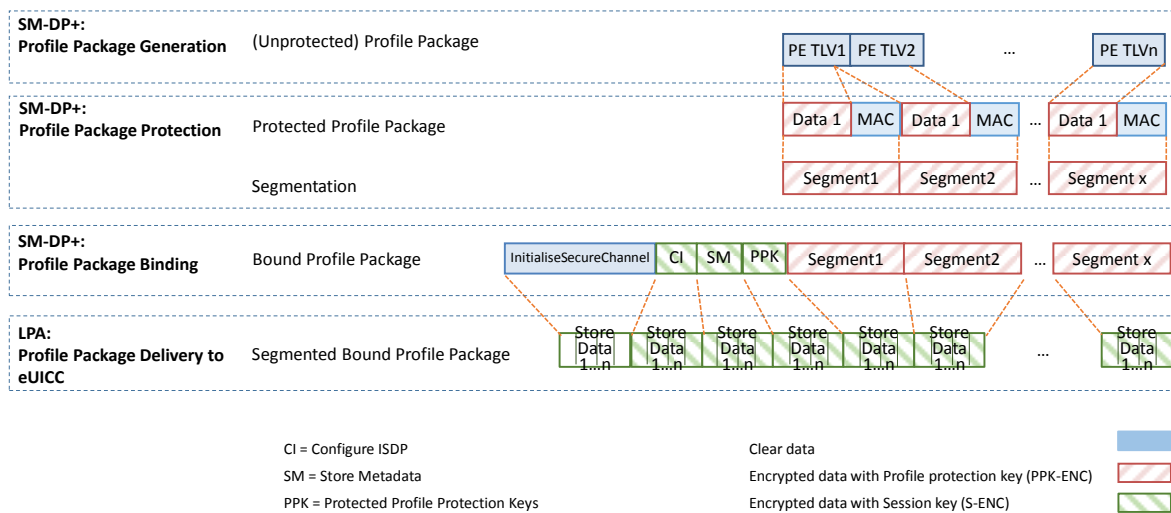 SM-DP+:
Profile Package Generation
(Unprotected) Profile Package
PE TLV1 PE TLV2 ... PE TLVn
SM-DP+:
Profile Package Protection
Protected Profile Package
Data 1 MAC Data 1 MAC ... Data 1 MAC
Segmentation
Segment1 Segment2 ... Segment x
SM-DP+:
Profile Package Binding
Bound Profile Package
InitialiseSecureChannel CI SM PPK Segment1 Segment2 ... Segment x
LPA:
Profile Package Delivery to
eUICC
Segmented Bound Profile Package
Store Store Store Store Store Store Store
Data Data Data Data Data Data ... Data
1...n 1...n 1...n 1...n 1...n 1...n 1...n
CI = Configure ISDP
SM = Store Metadata
PPK = Protected Profile Protection Keys
Clear data
Encrypted data with Profile protection key (PPK-ENC)
Encrypted data with Session key (S-ENC)